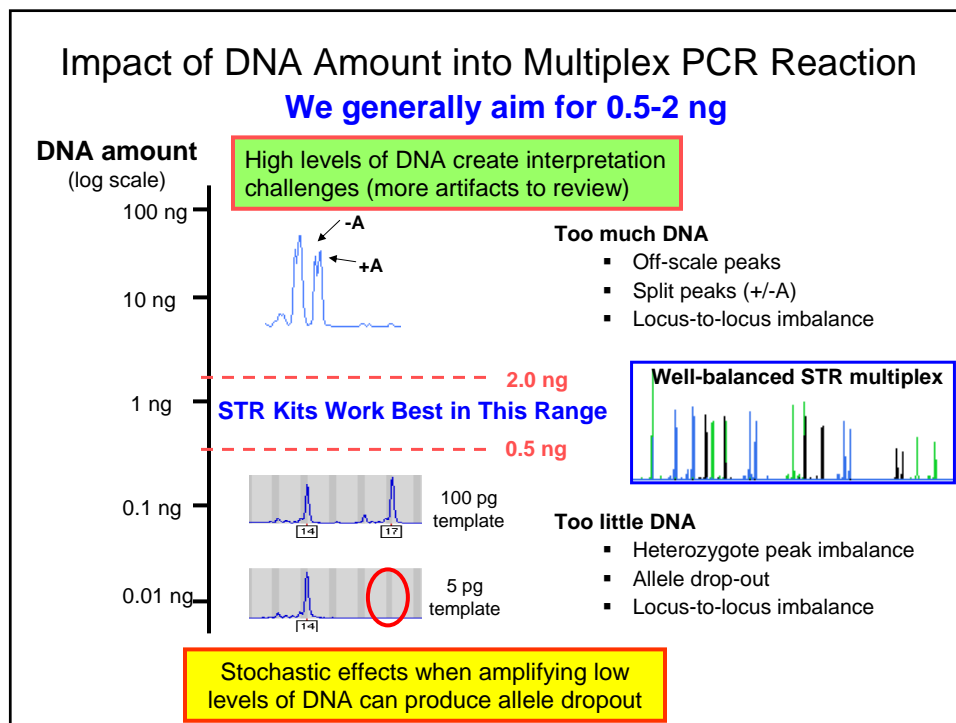 Impact of DNA Amount into Multiplex PCR Reaction
We generally aim for 0.5-2 ng
DNA amount
(log scale)
High levels of DNA create interpretation
challenges (more artifacts to review)
100 ng
-A
+A
10 ng
Too much DNA
▪ Off-scale peaks
▪ Split peaks (+/-A)
▪ Locus-to-locus imbalance
2.0 ng
1 ng
STR Kits Work Best in This Range
0.5 ng
Well-balanced STR multiplex
0.1 ng
14
17
100 pg
template
Too little DNA
▪ Heterozygote peak imbalance
▪ Allele drop-out
▪ Locus-to-locus imbalance
0.01 ng
14
5 pg
template
Stochastic effects when amplifying low
levels of DNA can produce allele dropout